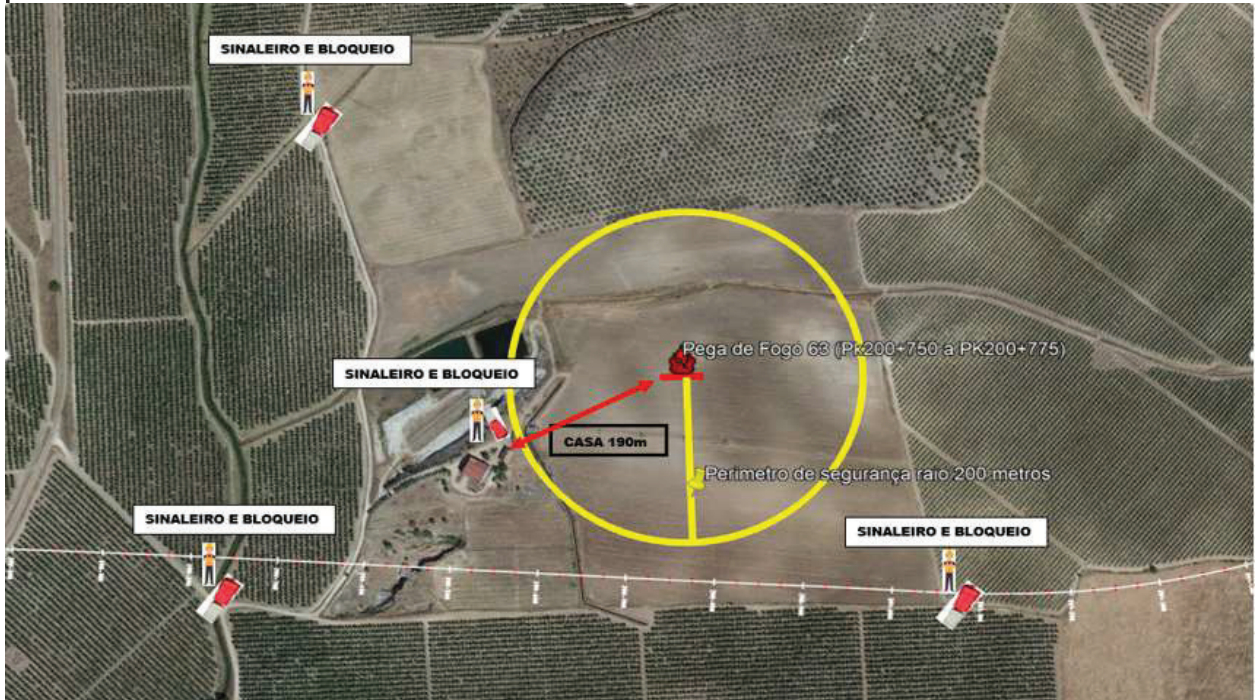 SINALEIRO E BLOQUEIO
Pega de Fogo 63 (Pk200+750 a PK200+775)
SINALEIRO E BLOQUEIO
CASA 190m
Perimetro de segurança raio 200 metros
SINALEIRO E BLOQUEIO
SINALEIRO E BLOQUEIO